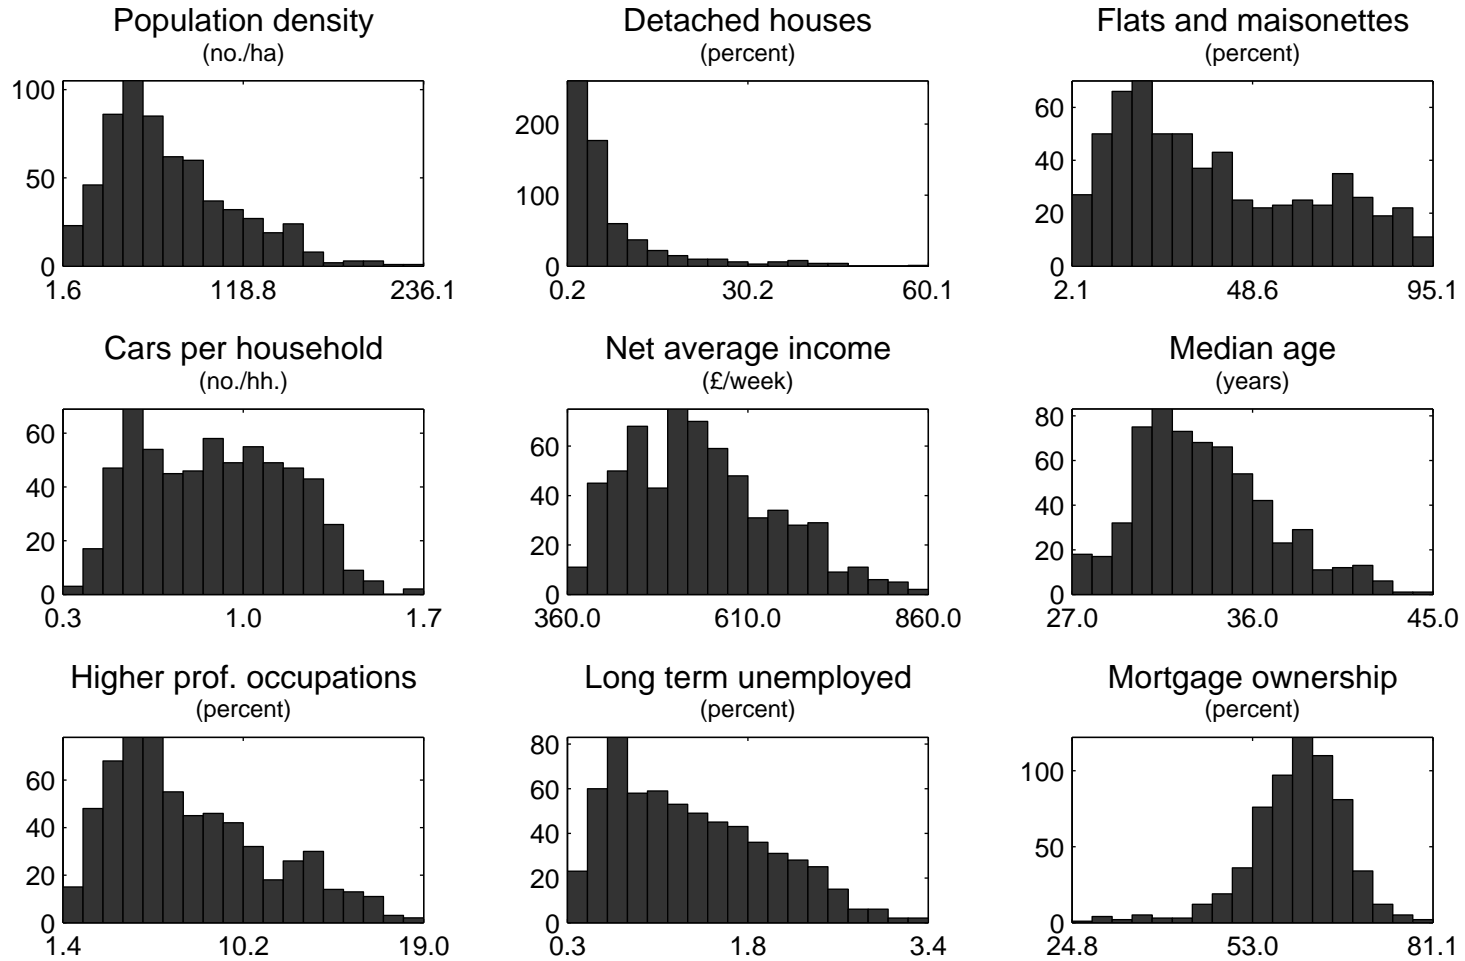 Population density
(no./ha)
100
50
0
1.6 118.8 236.1
Detached houses
(percent)
200
100
0
0.2 30.2 60.1
Flats and maisonettes
(percent)
60
40
20
0
2.1 48.6 95.1
Cars per household
(no./hh.)
60
40
20
0
0.3 1.0 1.7
Net average income
(£/week)
60
40
20
0
360.0 610.0 860.0
Median age
(years)
80
60
40
20
0
27.0 36.0 45.0
Higher prof. occupations
(percent)
60
40
20
0
1.4 10.2 19.0
Long term unemployed
(percent)
80
60
40
20
0
0.3 1.8 3.4
Mortgage ownership
(percent)
100
50
0
24.8 53.0 81.1